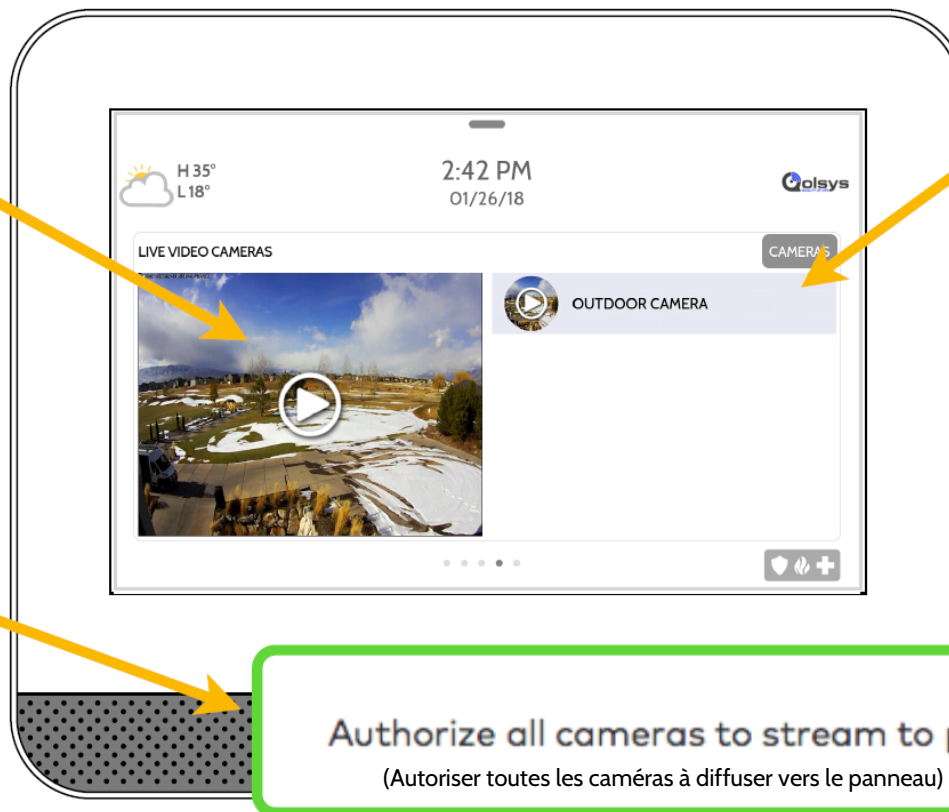 H 35°
L 18°
2:42 PM
01/26/18
Qolsys
LIVE VIDEO CAMERAS
CAMERAS
OUTDOOR CAMERA
Authorize all cameras to stream to p
(Autoriser toutes les caméras à diffuser vers le panneau)